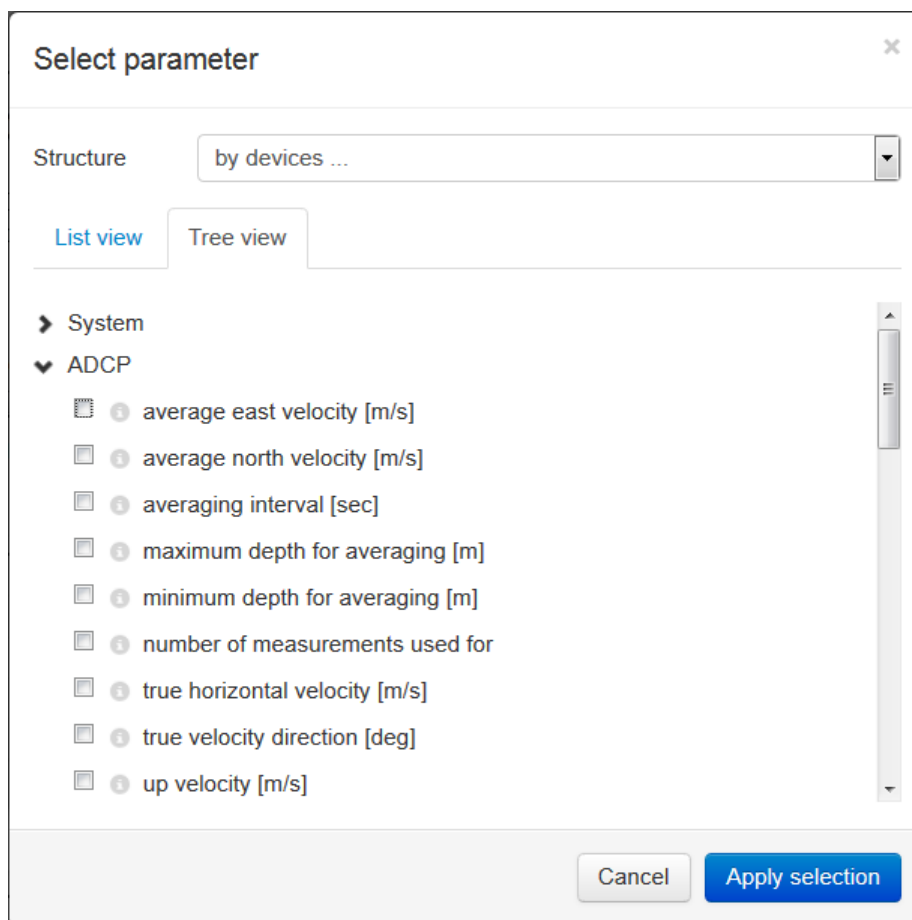 Select parameter
Structure by devices ...
List view Tree view
System
ADCP
average east velocity [m/s]
average north velocity [m/s]
averaging interval [sec]
maximum depth for averaging [m]
minimum depth for averaging [m]
number of measurements used for
true horizontal velocity [m/s]
true velocity direction [deg]
up velocity [m/s]
Cancel Apply selection